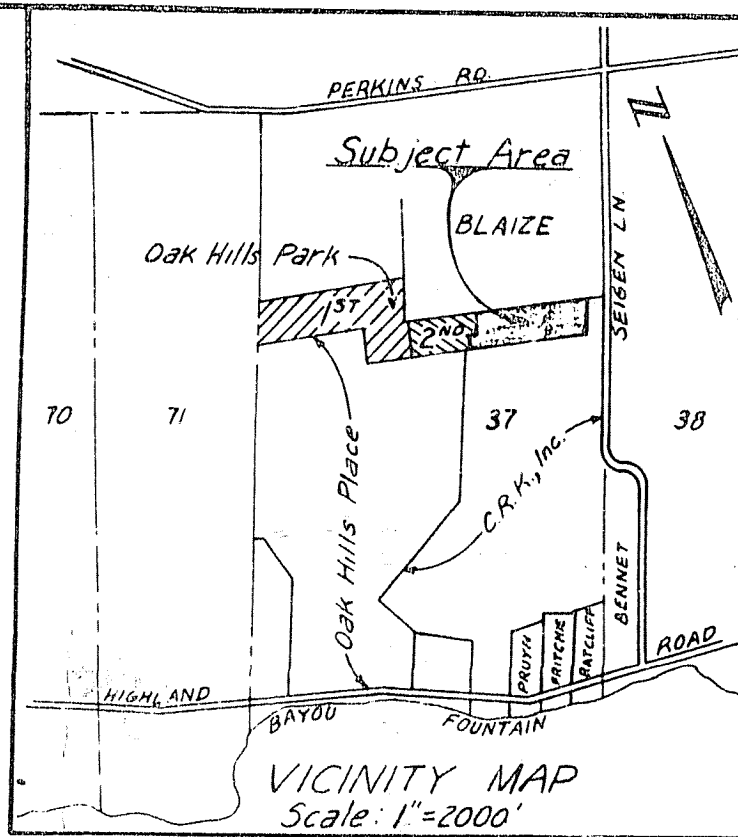 PERKINS RD.
Subject Area
N
BLAIZE
SEIGEN LN.
Oak Hills Park
1ST
2ND
70
71
37
38
C.R.K., Inc.
Oak Hills Place
BENNET
PRUYN
PRITCHIE
RATCLIFF
ROAD
HIGHLAND
BAYOU
FOUNTAIN
VICINITY MAP
Scale: 1"=2000'